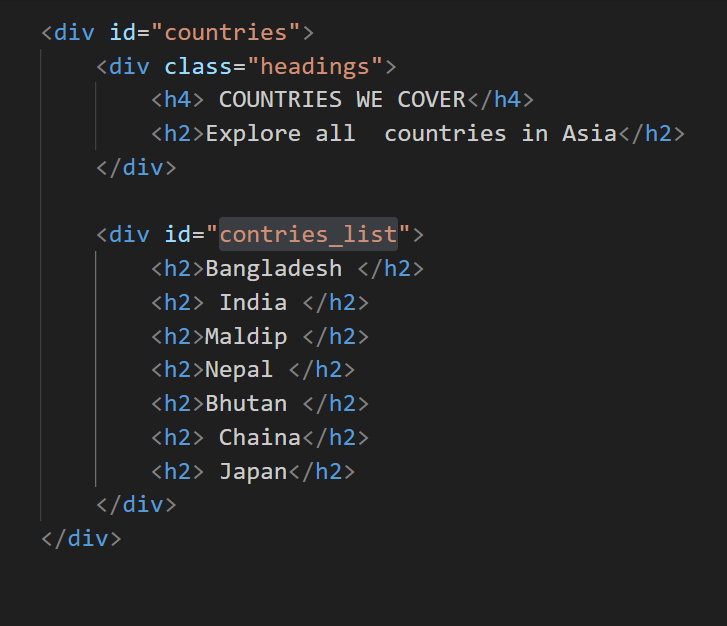 <div id="countries">
<div class="headings">
<h4> COUNTRIES WE COVER</h4>
<h2>Explore all  countries in Asia</h2>
</div>
<div id="contries_list">
<h2>Bangladesh </h2>
<h2> India </h2>
<h2>Maldip </h2>
<h2>Nepal </h2>
<h2>Bhutan </h2>
<h2> Chaina</h2>
<h2> Japan</h2>
</div>
</div>